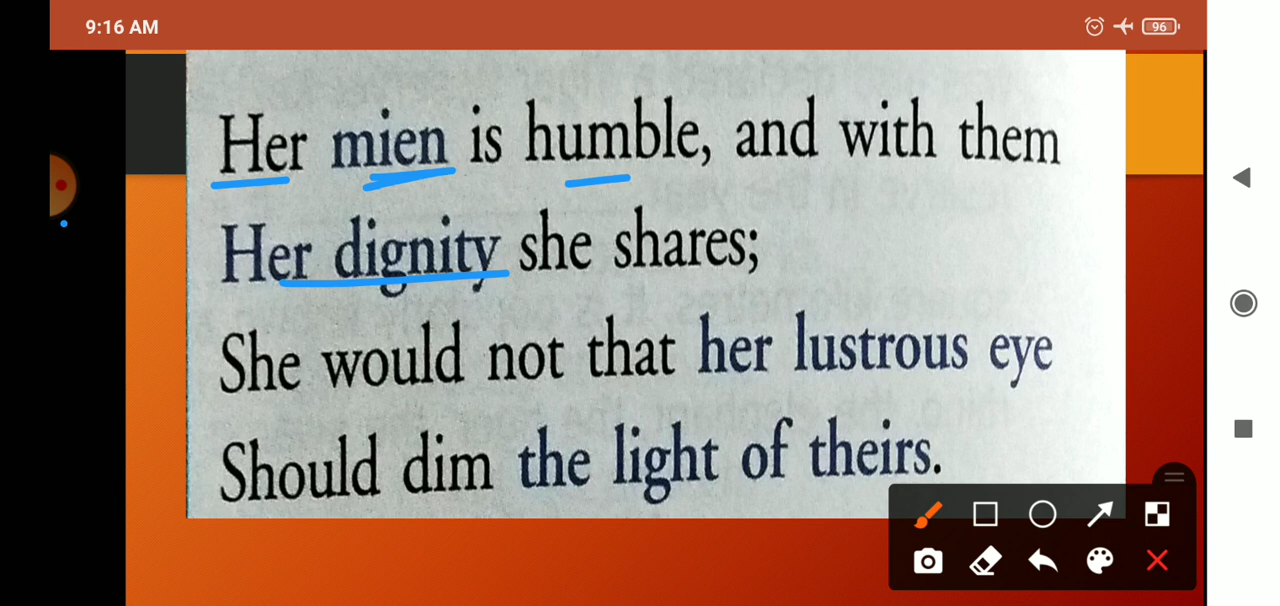 9:16 AM
96
Her mien is humble, and with them
Her dignity she shares;
She would not that her lustrous eye
Should dim the light of theirs.